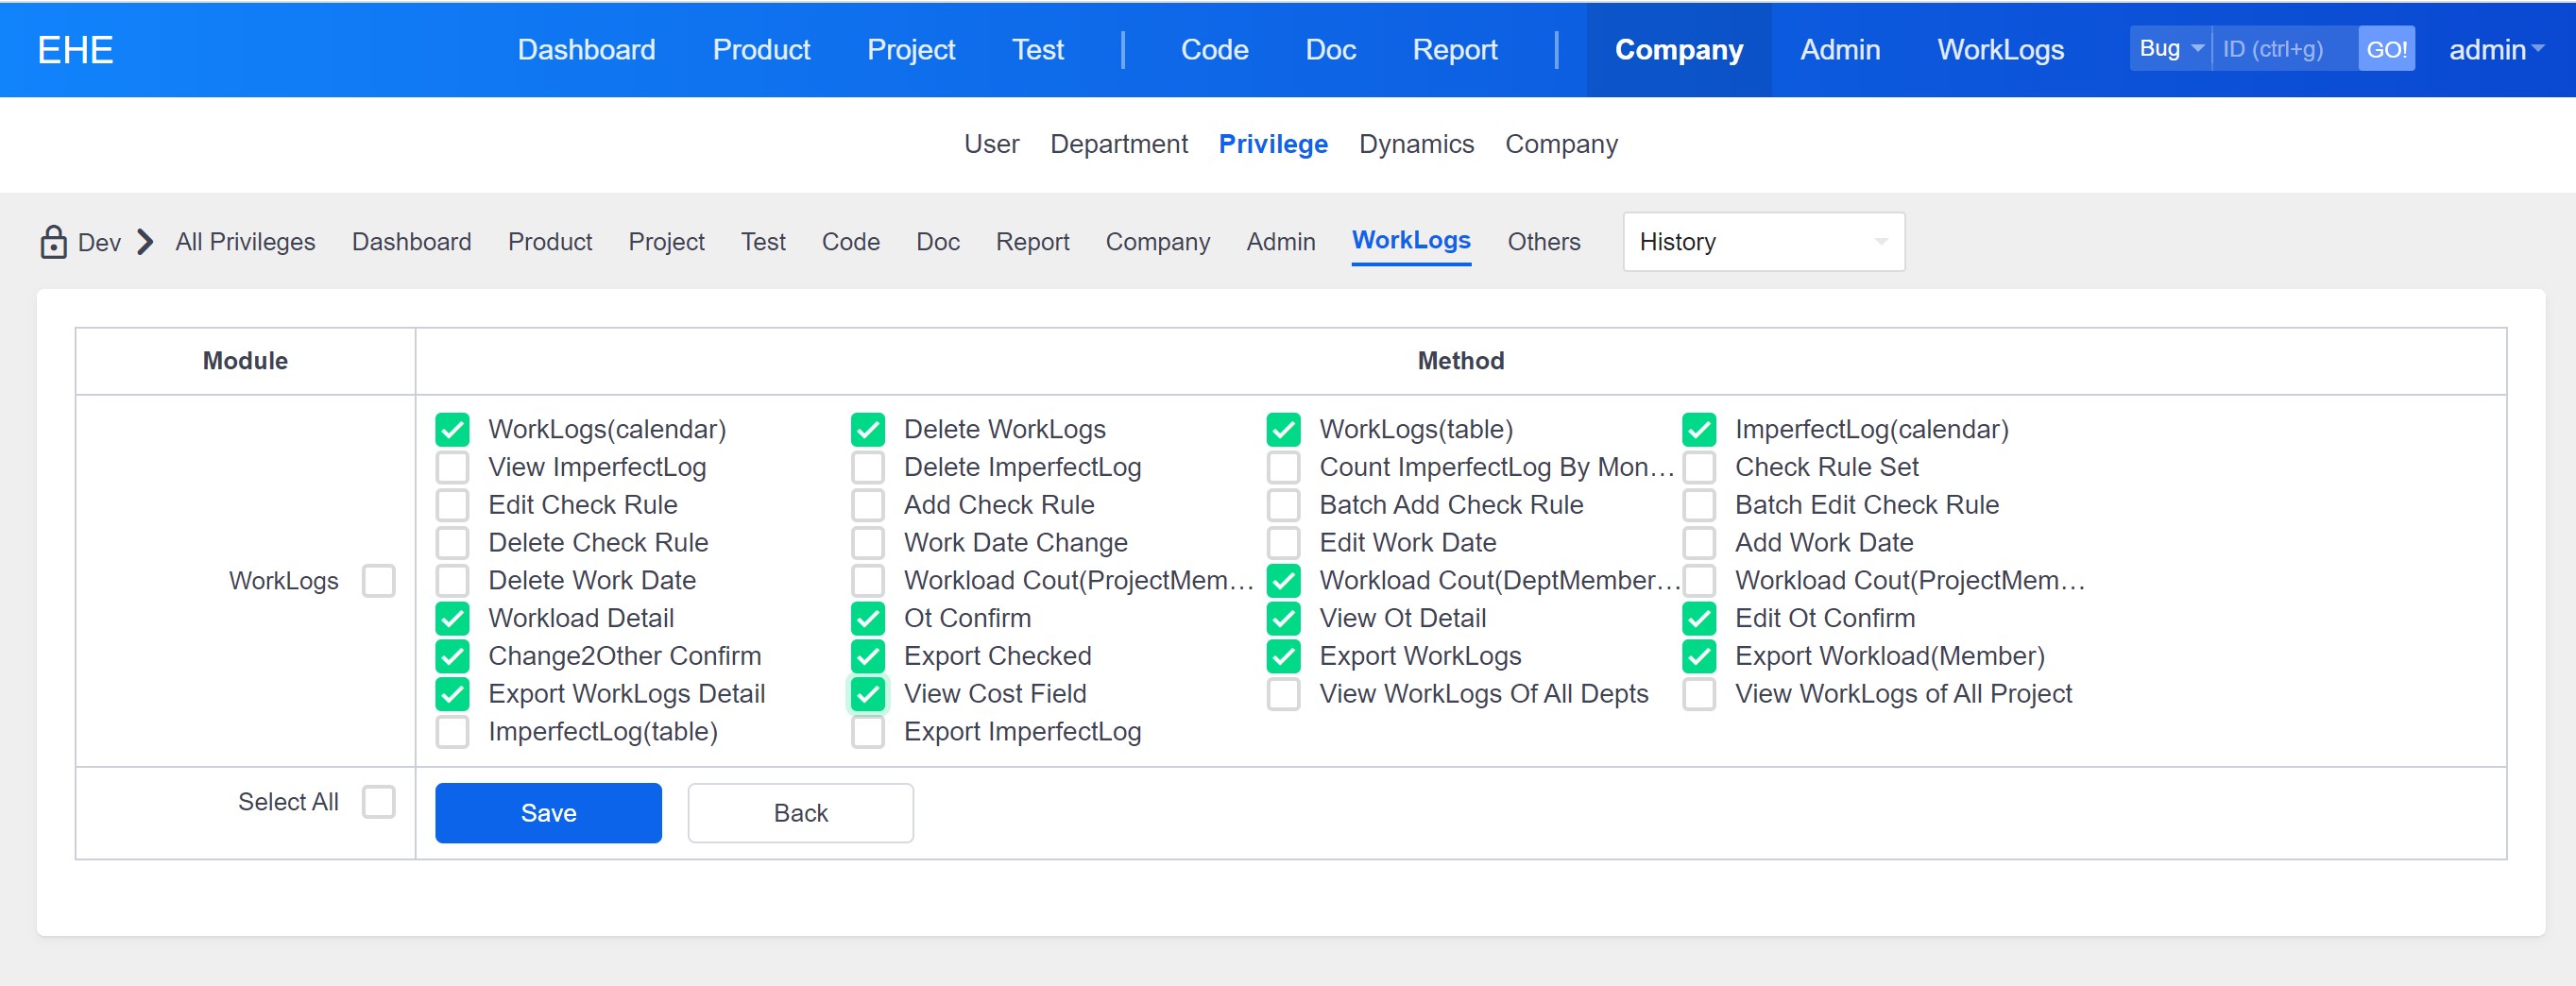 EHE Dashboard Product Project Test Code Doc Report Company Admin WorkLogs Bug ID (ctrl+g) GO! admin
User Department Privilege Dynamics Company
Dev All Privileges Dashboard Product Project Test Code Doc Report Company Admin WorkLogs Others History
Module Method
WorkLogs(calendar) Delete WorkLogs WorkLogs(table) ImperfectLog(calendar)
View ImperfectLog Delete ImperfectLog Count ImperfectLog By Mon... Check Rule Set
Edit Check Rule Add Check Rule Batch Add Check Rule Batch Edit Check Rule
Delete Check Rule Work Date Change Edit Work Date Add Work Date
WorkLogs Delete Work Date Workload Cout(ProjectMem... Workload Cout(DeptMember... Workload Cout(ProjectMem...
Workload Detail Ot Confirm View Ot Detail Edit Ot Confirm
Change2Other Confirm Export Checked Export WorkLogs Export Workload(Member)
Export WorkLogs Detail View Cost Field View WorkLogs Of All Depts View WorkLogs of All Project
ImperfectLog(table) Export ImperfectLog
Select All Save Back